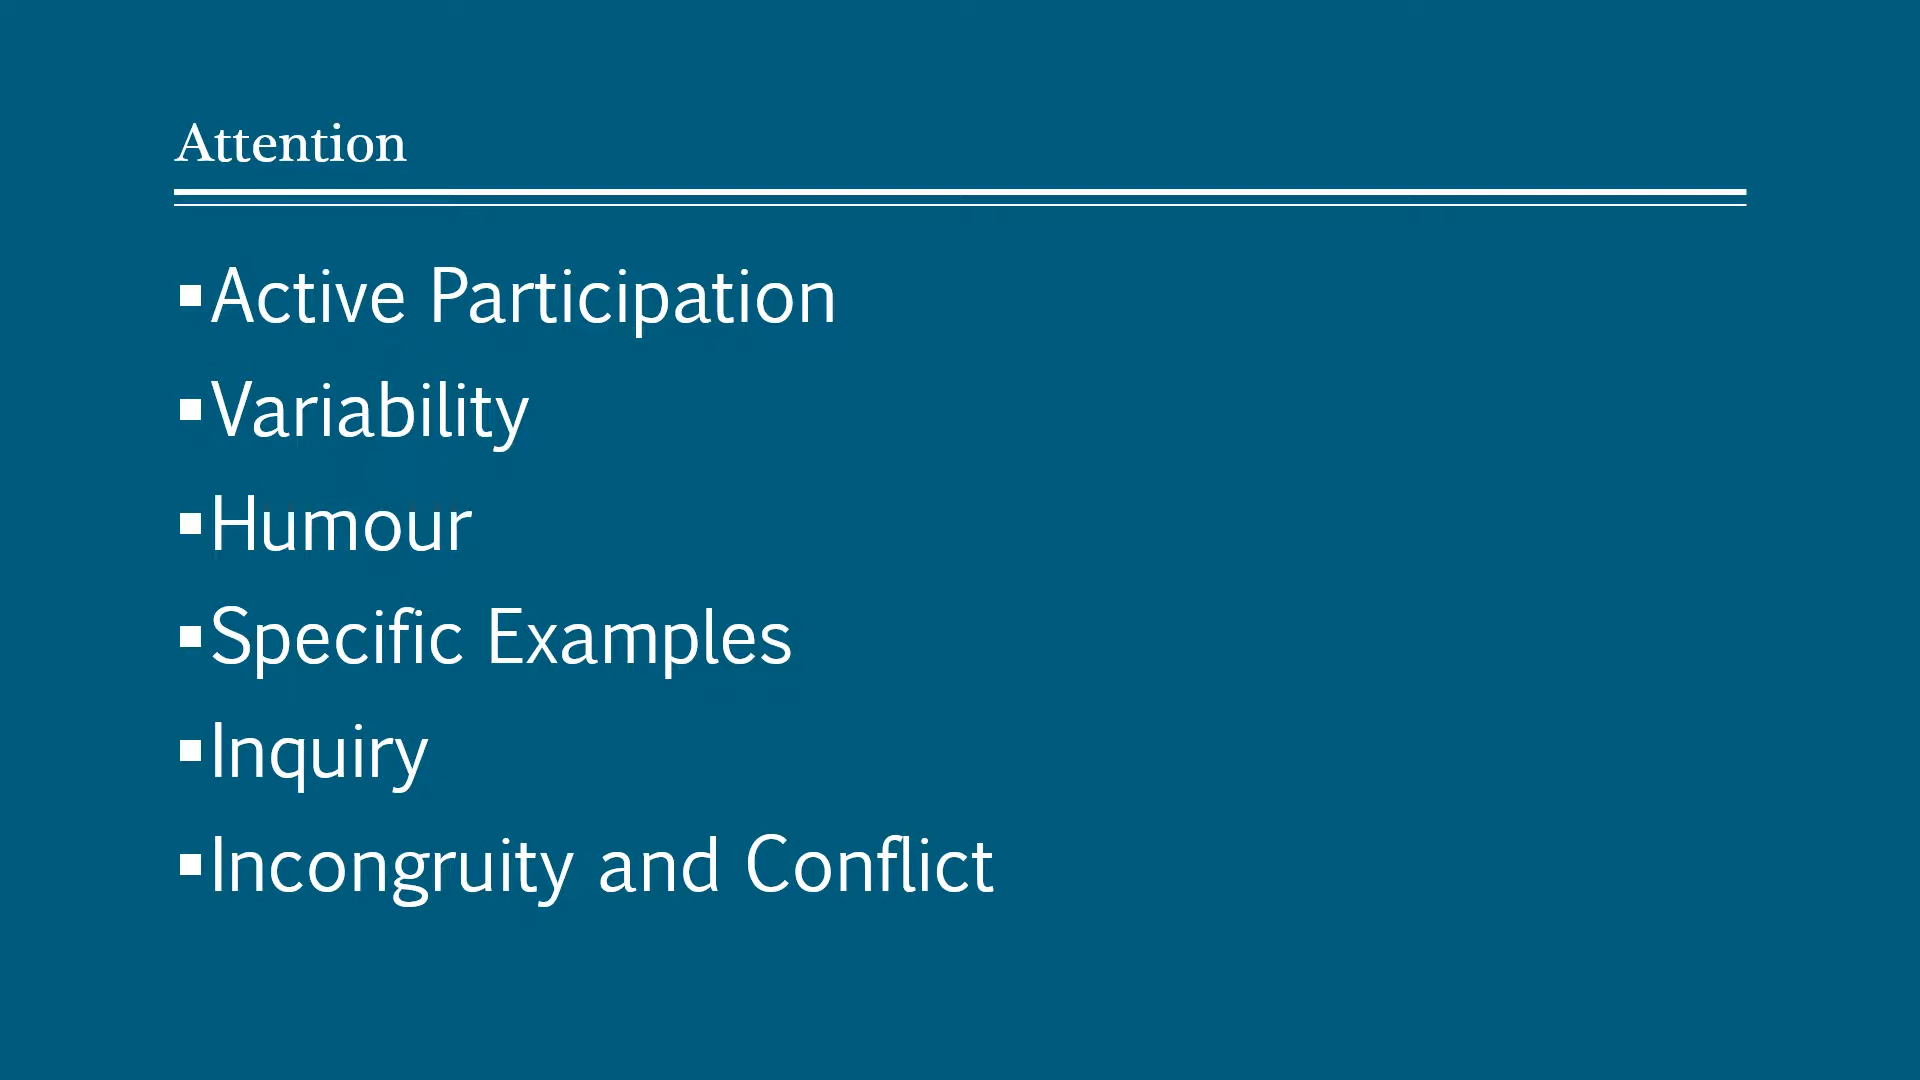 Attention
▪Active Participation
▪Variability
▪Humour
▪Specific Examples
▪Inquiry
▪Incongruity and Conflict